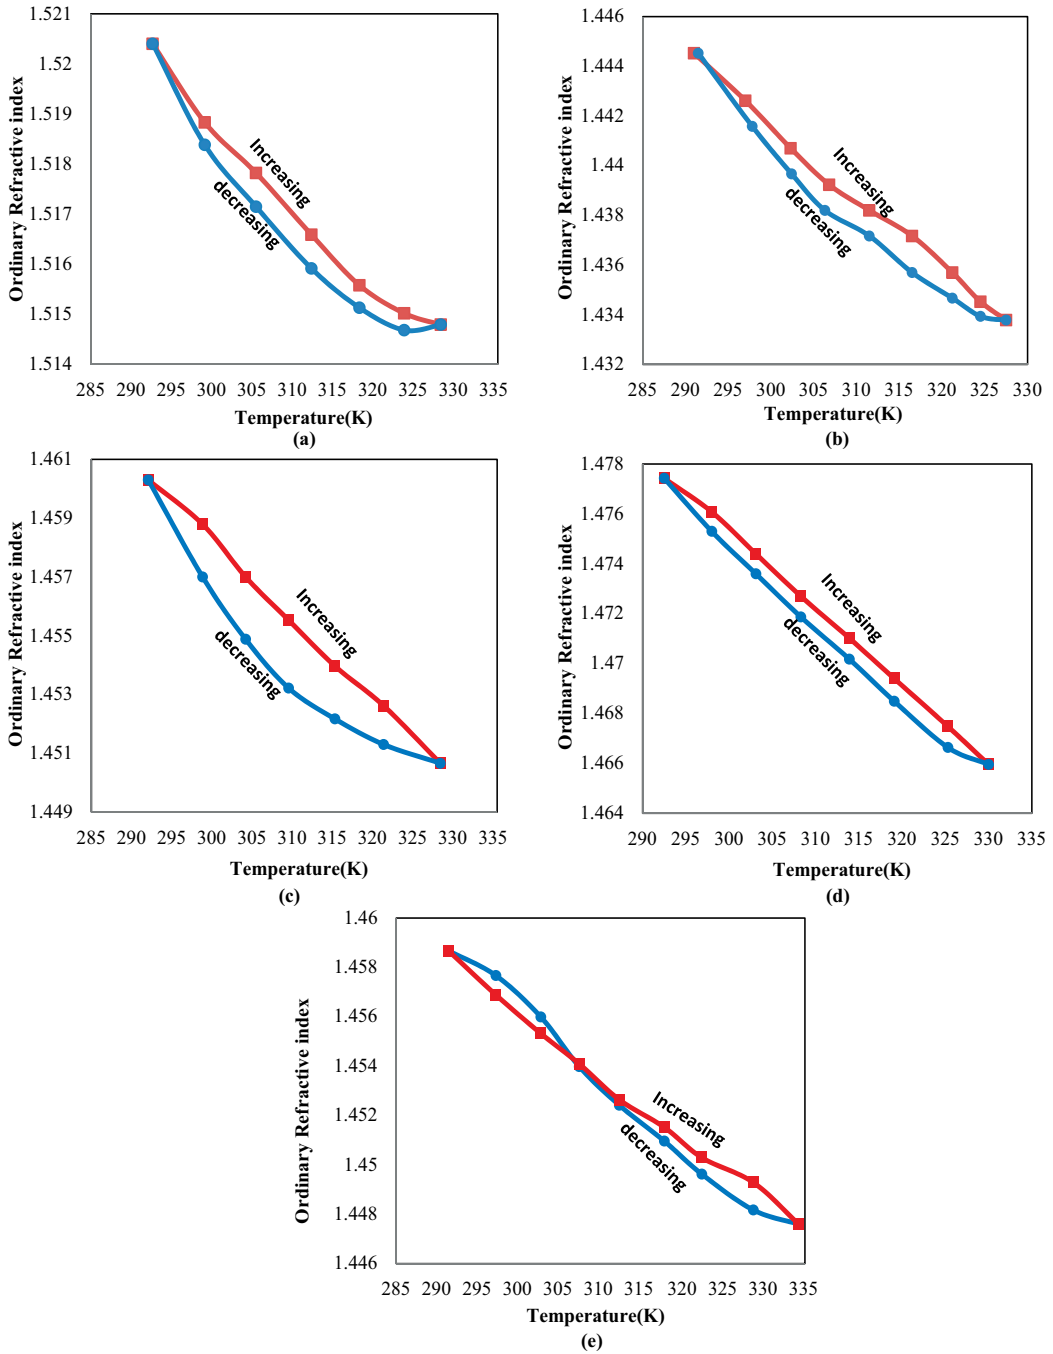 1.521
1.52
1.519
1.518
1.517
1.516
1.515
1.514
Ordinary Refractive index
Increasing
decreasing
285 290 295 300 305 310 315 320 325 330 335
Temperature(K)
(a)
1.446
1.444
1.442
1.44
1.438
1.436
1.434
1.432
Ordinary Refractive index
Increasing
decreasing
285 290 295 300 305 310 315 320 325 330
Temperature(K)
(b)
1.461
1.459
1.457
1.455
1.453
1.451
1.449
Ordinary Refractive index
Increasing
decreasing
285 290 295 300 305 310 315 320 325 330 335
Temperature(K)
(c)
1.478
1.476
1.474
1.472
1.47
1.468
1.466
1.464
Ordinary Refractive index
Increasing
decreasing
290 295 300 305 310 315 320 325 330 335
Temperature(K)
(d)
1.46
1.458
1.456
1.454
1.452
1.45
1.448
1.446
Ordinary Refractive index
Increasing
decreasing
285 290 295 300 305 310 315 320 325 330 335
Temperature(K)
(e)